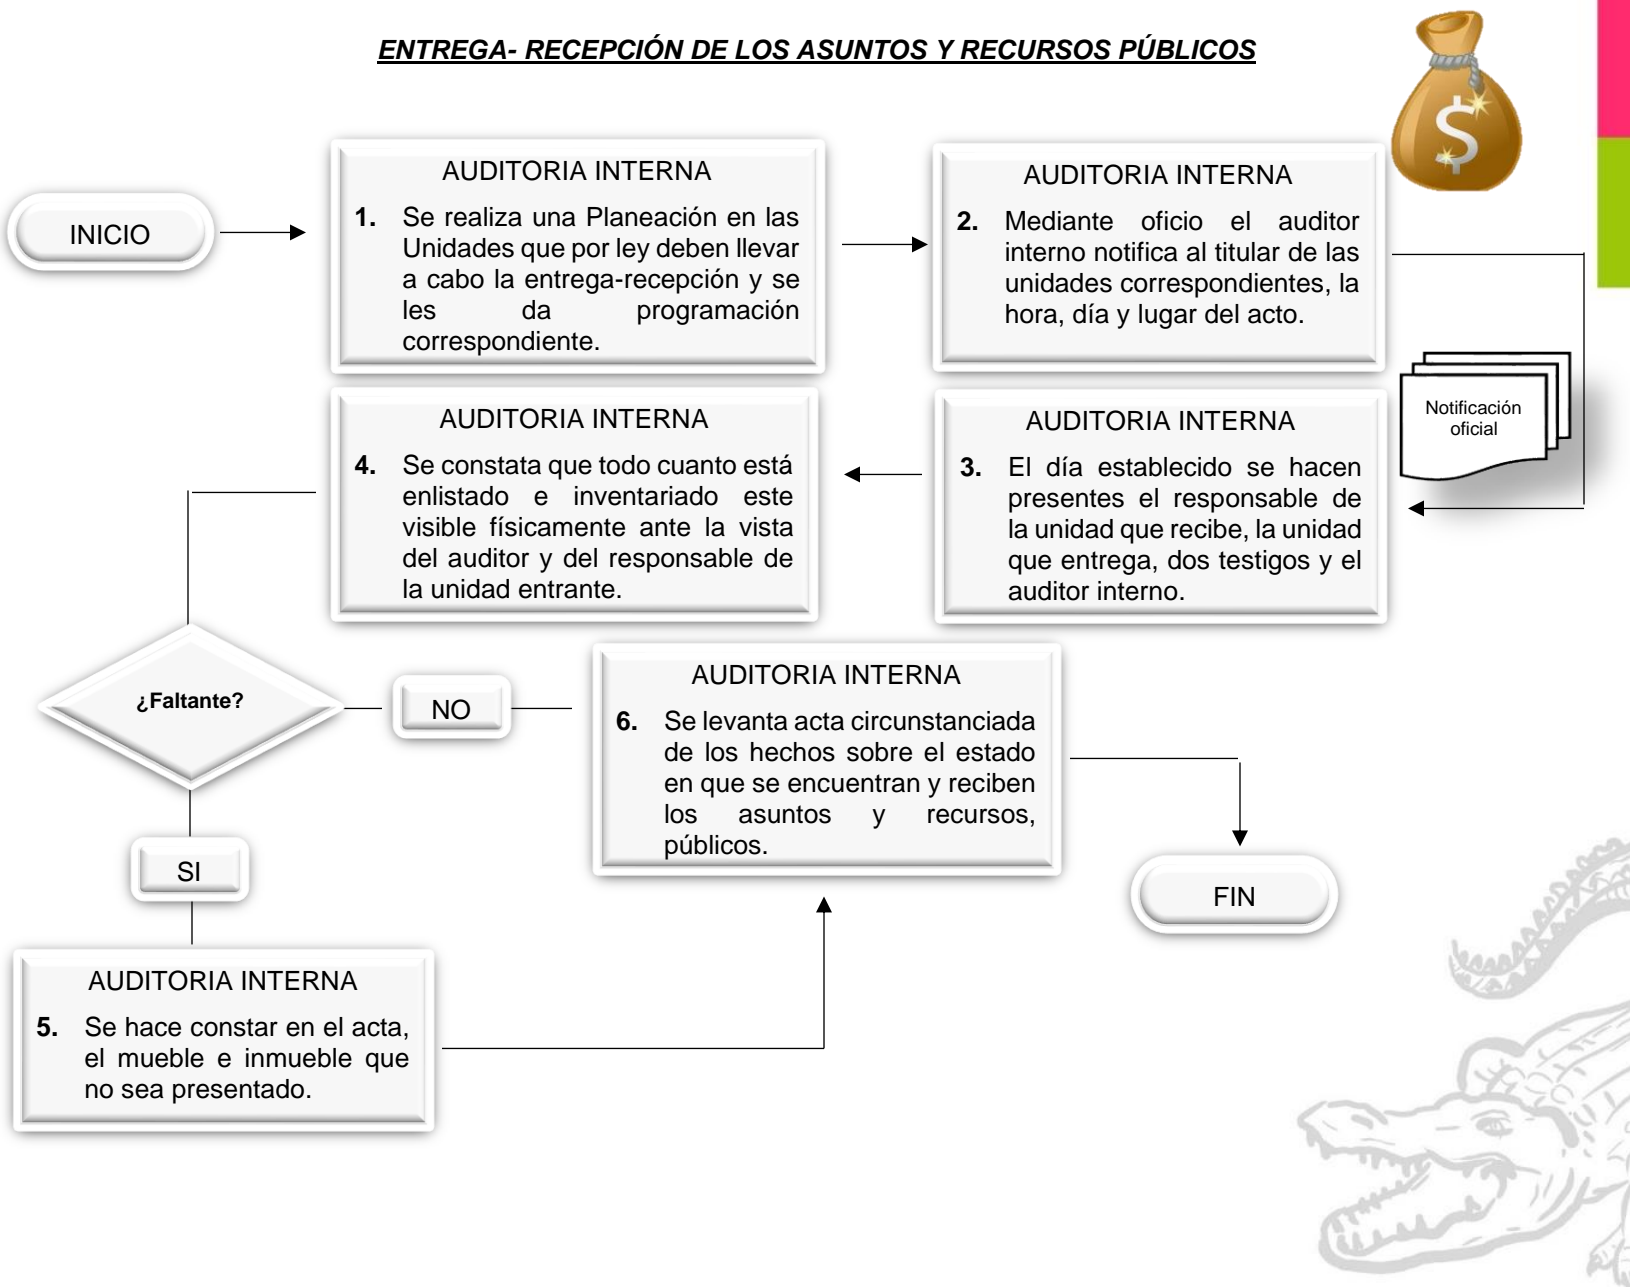 ENTREGA- RECEPCIÓN DE LOS ASUNTOS Y RECURSOS PÚBLICOS
$
INICIO
AUDITORIA INTERNA
1. Se realiza una Planeación en las
Unidades que por ley deben llevar
a cabo la entrega-recepción y se
les da programación
correspondiente.
AUDITORIA INTERNA
2. Mediante oficio el auditor
interno notifica al titular de las
unidades correspondientes, la
hora, día y lugar del acto.
Notificación
oficial
AUDITORIA INTERNA
3. El día establecido se hacen
presentes el responsable de
la unidad que recibe, la unidad
que entrega, dos testigos y el
auditor interno.
AUDITORIA INTERNA
4. Se constata que todo cuanto está
enlistado e inventariado este
visible físicamente ante la vista
del auditor y del responsable de
la unidad entrante.
¿Faltante?
NO
SI
AUDITORIA INTERNA
5. Se hace constar en el acta,
el mueble e inmueble que
no sea presentado.
AUDITORIA INTERNA
6. Se levanta acta circunstanciada
de los hechos sobre el estado
en que se encuentran y reciben
los asuntos y recursos,
públicos.
FIN